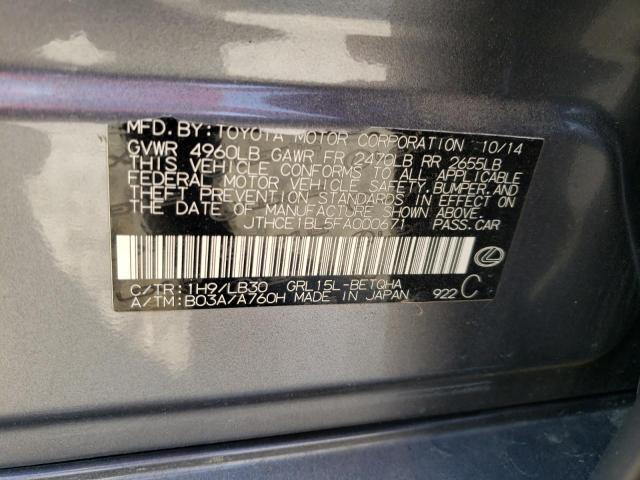 MFD. BY: TOYOTA MOTOR CORPORATION 10/14
GVWR 4960LB GAWR FR 2470LB RR 2655LB
THIS VEHICLE CONFORMS TO ALL APPLICABLE
FEDERAL MOTOR VEHICLE SAFETY, BUMPER, AND
THEFT PREVENTION STANDARDS IN EFFECT ON
THE DATE OF MANUFACTURE SHOWN ABOVE.
JTHCE1BL5FA000671 PASS.CAR
C/TR: 1H9/LB30 GRL15L-BETQHA
A/TM: B03A/A760H MADE IN JAPAN 922 C